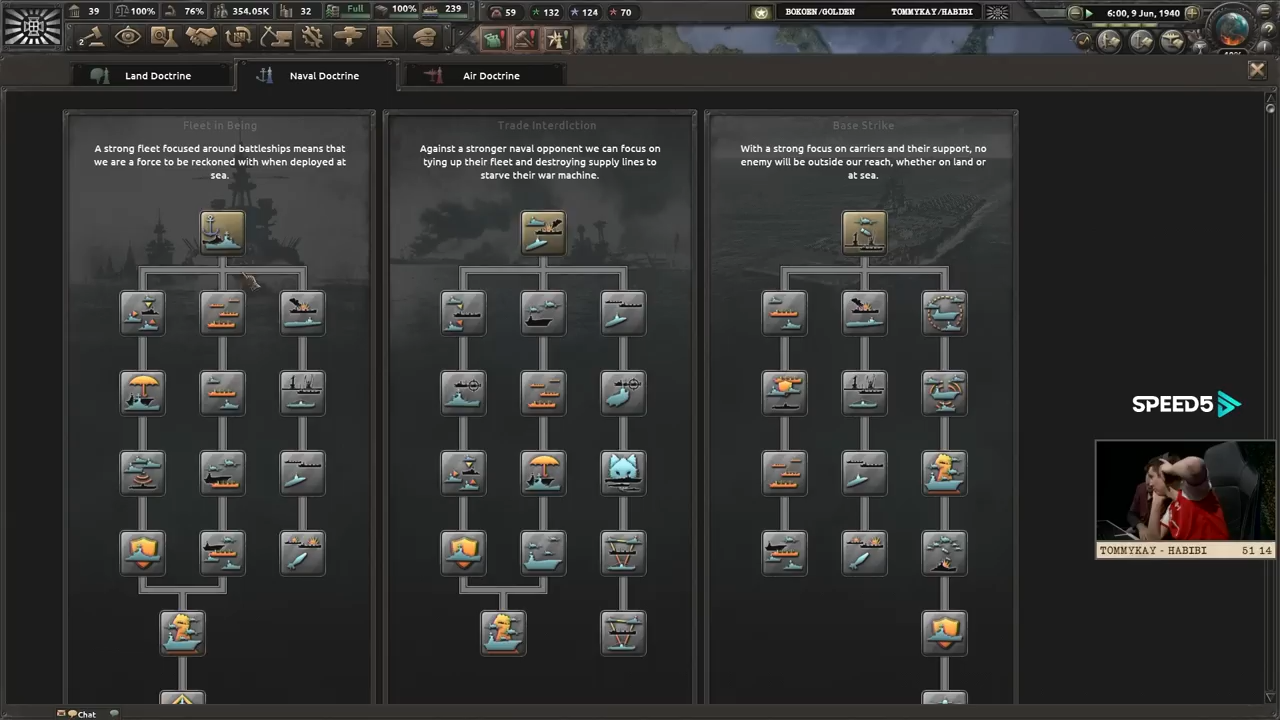 39
100%
76%
354.05K
32
Full
100%
239
59
132
124
70
BOKOEN/GOLDEN
TOMMYKAY/HABIBI
6:00, 9 Jun, 1940
2
Land Doctrine
Naval Doctrine
Air Doctrine
Fleet in Being
A strong fleet focused around battleships means that
we are a force to be reckoned with when deployed at
sea.
Trade Interdiction
Against a stronger naval opponent we can focus on
tying up their fleet and destroying supply lines to
starve their war machine.
Base Strike
With a strong focus on carriers and their support, no
enemy will be outside our reach, whether on land or
at sea.
SPEED5
TOMMYKAY - HABIBI 51 14
Chat